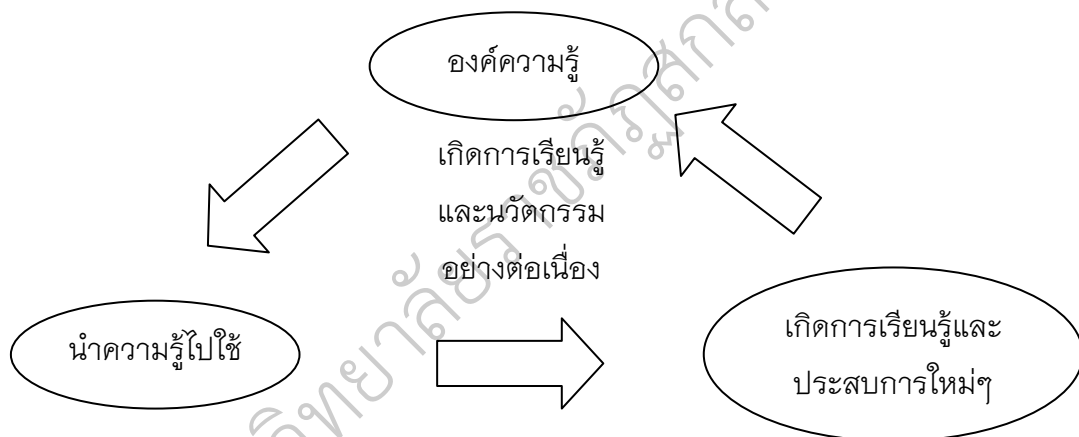 องค์ความรู้
เกิดการเรียนรู้
และนวัตกรรม
อย่างต่อเนื่อง
นำความรู้ไปใช้
เกิดการเรียนรู้และ
ประสบการใหม่ๆ